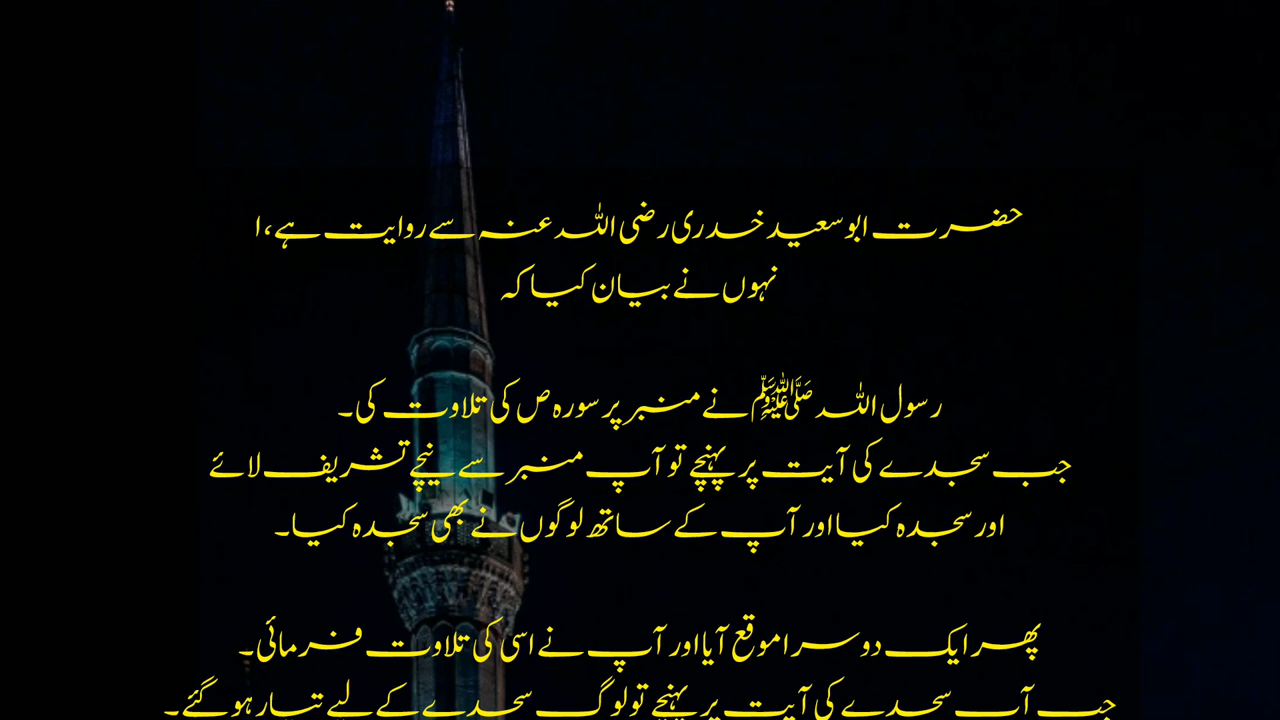 حضرت ابو سعید خدری رضی اللہ عنہ سے روایت ہے، ا
نہوں نے بیان کیا کہ
رسول اللہ ﷺ نے منبر پر سورہ ص کی تلاوت کی۔
جب سجدے کی آیت پر پہنچے تو آپ منبر سے نیچے تشریف لائے
اور سجدہ کیا اور آپ کے ساتھ لوگوں نے بھی سجدہ کیا۔
پھر ایک دوسرا موقع آیا اور آپ نے اسی کی تلاوت فرمائی۔
جب آپ سجدے کی آیت پر پہنچے تو لوگ سجدے کے لیے تیار ہو گئے۔